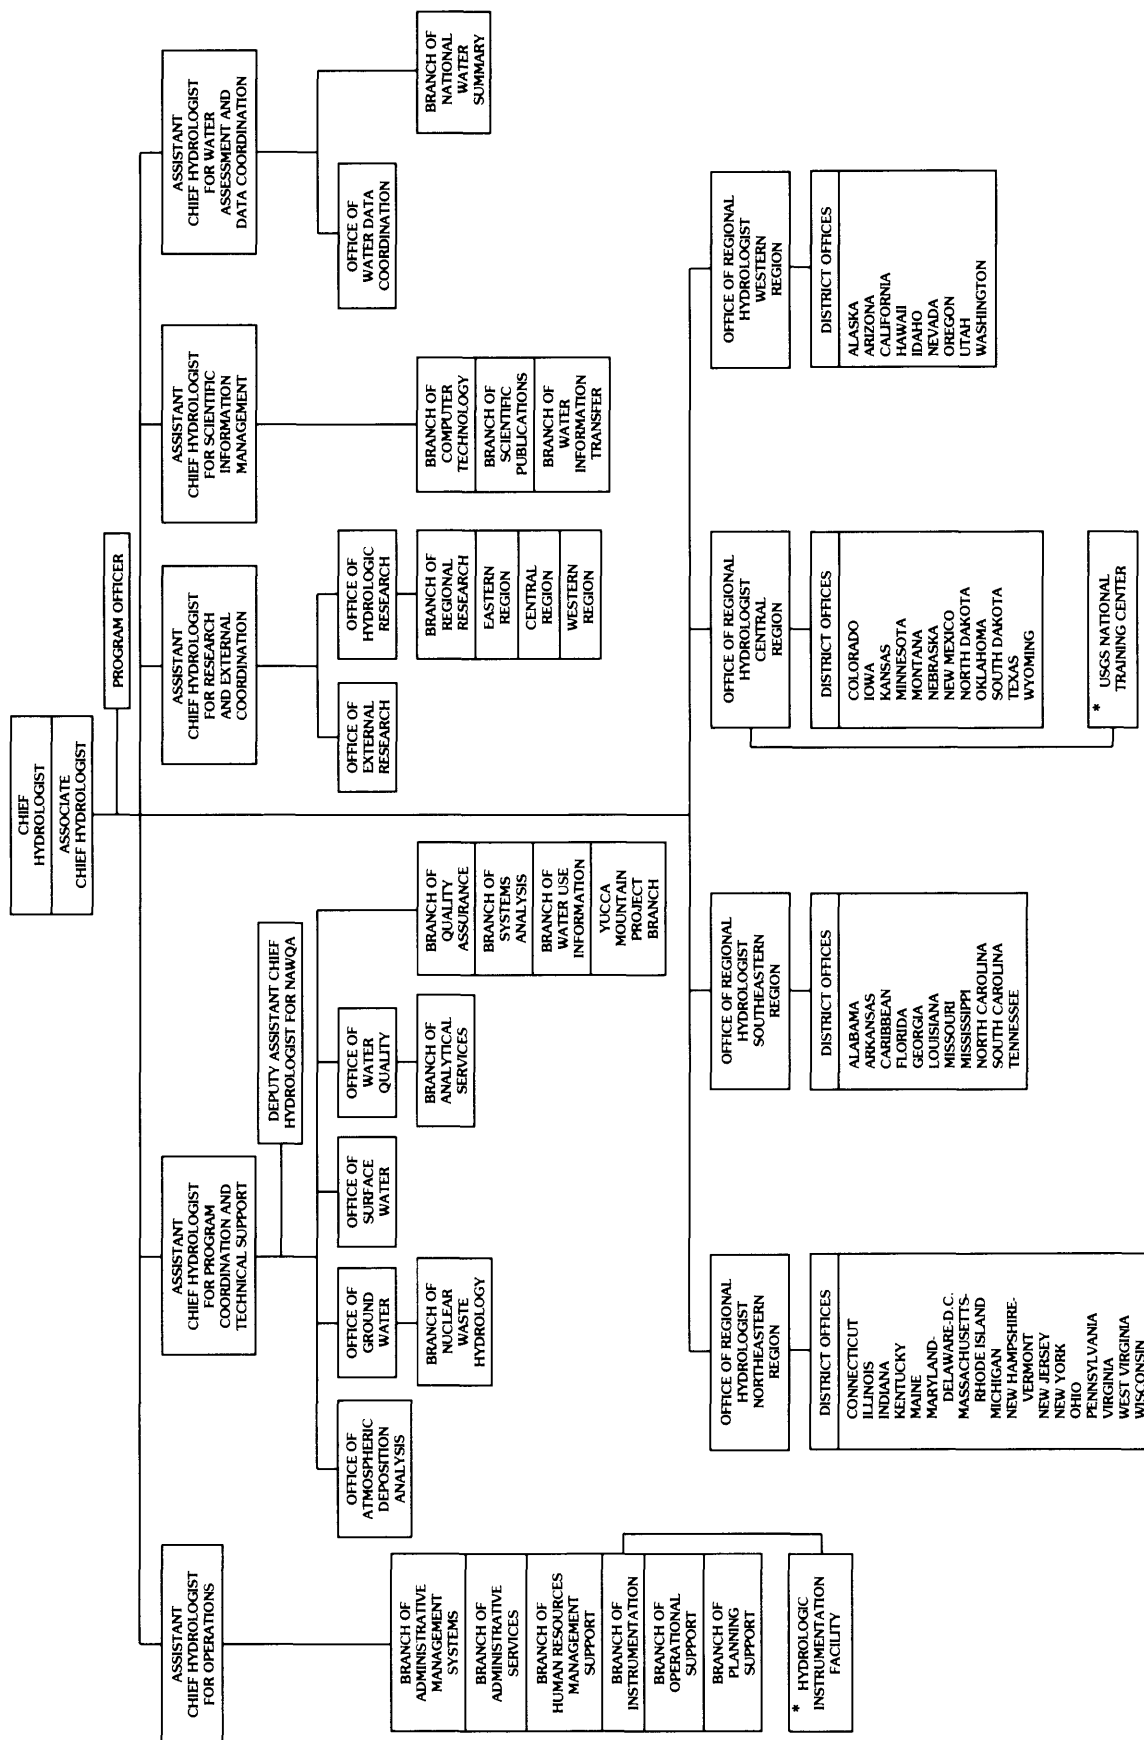 CHIEF
HYDROLOGIST
ASSOCIATE
CHIEF HYDROLOGIST
PROGRAM OFFICER
ASSISTANT
CHIEF HYDROLOGIST
FOR OPERATIONS
ASSISTANT
CHIEF HYDROLOGIST
FOR PROGRAM
COORDINATION AND
TECHNICAL SUPPORT
ASSISTANT
CHIEF HYDROLOGIST
FOR RESEARCH
AND EXTERNAL
COORDINATION
ASSISTANT
CHIEF HYDROLOGIST
FOR SCIENTIFIC
INFORMATION
MANAGEMENT
ASSISTANT
CHIEF HYDROLOGIST
FOR WATER
ASSESSMENT AND
DATA COORDINATION
DEPUTY ASSISTANT CHIEF
HYDROLOGIST FOR NAWQA
OFFICE OF
ATMOSPHERIC
DEPOSITION
ANALYSIS
OFFICE OF
GROUND
WATER
OFFICE OF
SURFACE
WATER
OFFICE OF
WATER
QUALITY
OFFICE OF
EXTERNAL
RESEARCH
OFFICE OF
HYDROLOGIC
RESEARCH
OFFICE OF
WATER DATA
COORDINATION
BRANCH OF
ADMINISTRATIVE
MANAGEMENT
SYSTEMS
BRANCH OF
ADMINISTRATIVE
SERVICES
BRANCH OF
HUMAN RESOURCES
MANAGEMENT
SUPPORT
BRANCH OF
INSTRUMENTATION
BRANCH OF
OPERATIONAL
SUPPORT
BRANCH OF
PLANNING
SUPPORT
* HYDROLOGIC
INSTRUMENTATION
FACILITY
BRANCH OF
NUCLEAR
WASTE
HYDROLOGY
BRANCH OF
ANALYTICAL
SERVICES
BRANCH OF
QUALITY
ASSURANCE
BRANCH OF
SYSTEMS
ANALYSIS
BRANCH OF
WATER USE
INFORMATION
YUCCA
MOUNTAIN
PROJECT
BRANCH
BRANCH OF
REGIONAL
RESEARCH
EASTERN
REGION
CENTRAL
REGION
WESTERN
REGION
BRANCH OF
COMPUTER
TECHNOLOGY
BRANCH OF
SCIENTIFIC
PUBLICATIONS
BRANCH OF
WATER
INFORMATION
TRANSFER
BRANCH OF
NATIONAL
WATER
SUMMARY
OFFICE OF REGIONAL
HYDROLOGIST
NORTHEASTERN
REGION
DISTRICT OFFICES
CONNECTICUT
ILLINOIS
INDIANA
KENTUCKY
MAINE
MARYLAND-
DELAWARE-D.C.
MASSACHUSETTS-
RHODE ISLAND
MICHIGAN
NEW HAMPSHIRE-
VERMONT
NEW JERSEY
NEW YORK
OHIO
PENNSYLVANIA
VIRGINIA
WEST VIRGINIA
WISCONSIN
OFFICE OF REGIONAL
HYDROLOGIST
SOUTHEASTERN
REGION
DISTRICT OFFICES
ALABAMA
ARKANSAS
CARIBBEAN
FLORIDA
GEORGIA
LOUISIANA
MISSOURI
MISSISSIPPI
NORTH CAROLINA
SOUTH CAROLINA
TENNESSEE
OFFICE OF REGIONAL
HYDROLOGIST
CENTRAL
REGION
DISTRICT OFFICES
COLORADO
IOWA
KANSAS
MINNESOTA
MONTANA
NEBRASKA
NEW MEXICO
NORTH DAKOTA
OKLAHOMA
SOUTH DAKOTA
TEXAS
WYOMING
* USGS NATIONAL
TRAINING CENTER
OFFICE OF REGIONAL
HYDROLOGIST
WESTERN
REGION
DISTRICT OFFICES
ALASKA
ARIZONA
CALIFORNIA
HAWAII
IDAHO
NEVADA
OREGON
UTAH
WASHINGTON